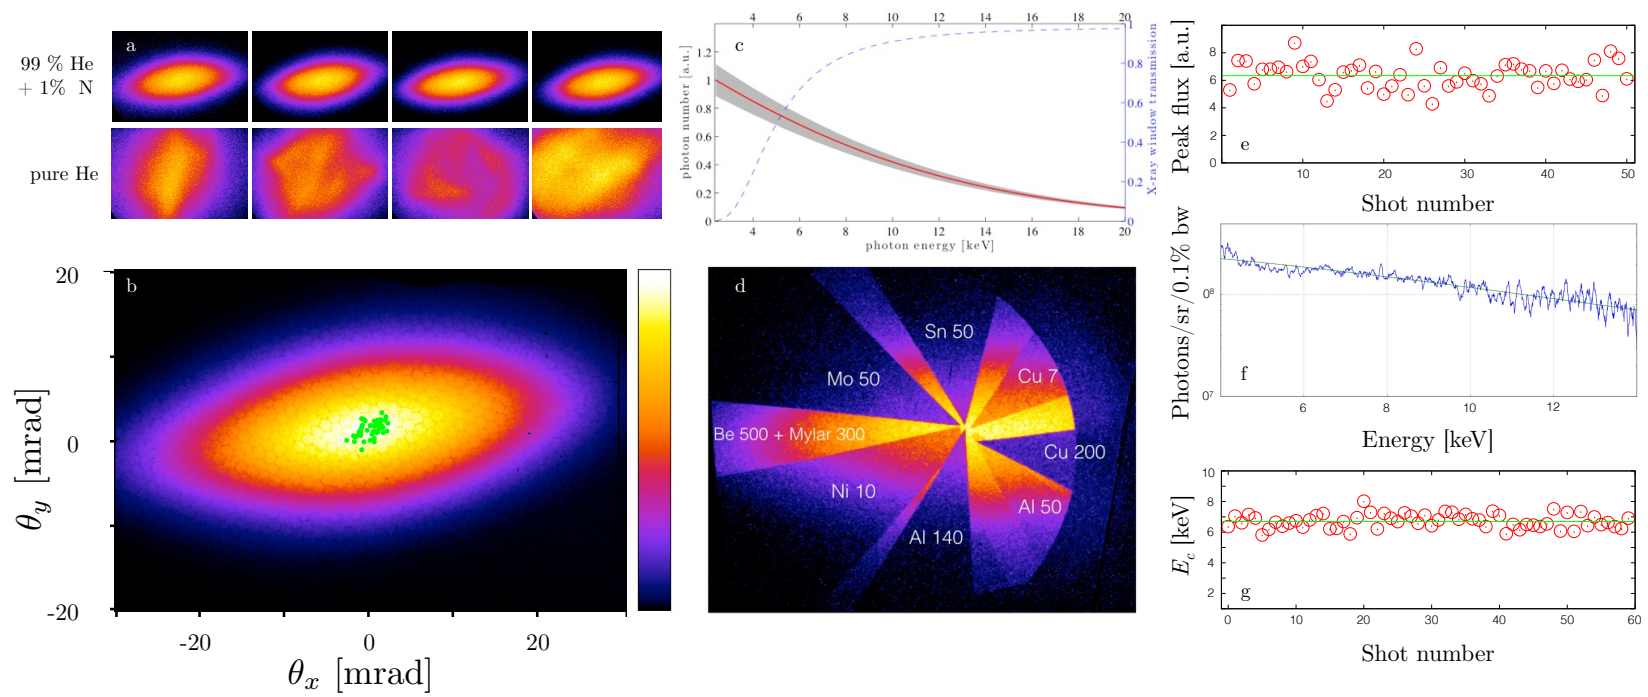 99 % He
+ 1% N
a
pure He
b
20
0
-20
θy [mrad]
-20
0
20
θx [mrad]
4 6 8 10 12 14 16 18 20
c
1.2
1
0.8
0.6
0.4
0.2
0
photon number [a.u.]
1
0.8
0.6
0.4
0.2
0
X-ray window transmission
4 6 8 10 12 14 16 18 20
photon energy [keV]
d
Sn 50
Mo 50
Cu 7
Be 500 + Mylar 300
Cu 200
Ni 10
Al 50
Al 140
Peak flux [a.u.]
8
6
4
2
0
e
10 20 30 40 50
Shot number
Photons/sr/0.1% bw
0⁸
0⁷
f
6 8 10 12
Energy [keV]
Ec [keV]
10
8
6
4
2
g
0 10 20 30 40 50 60
Shot number